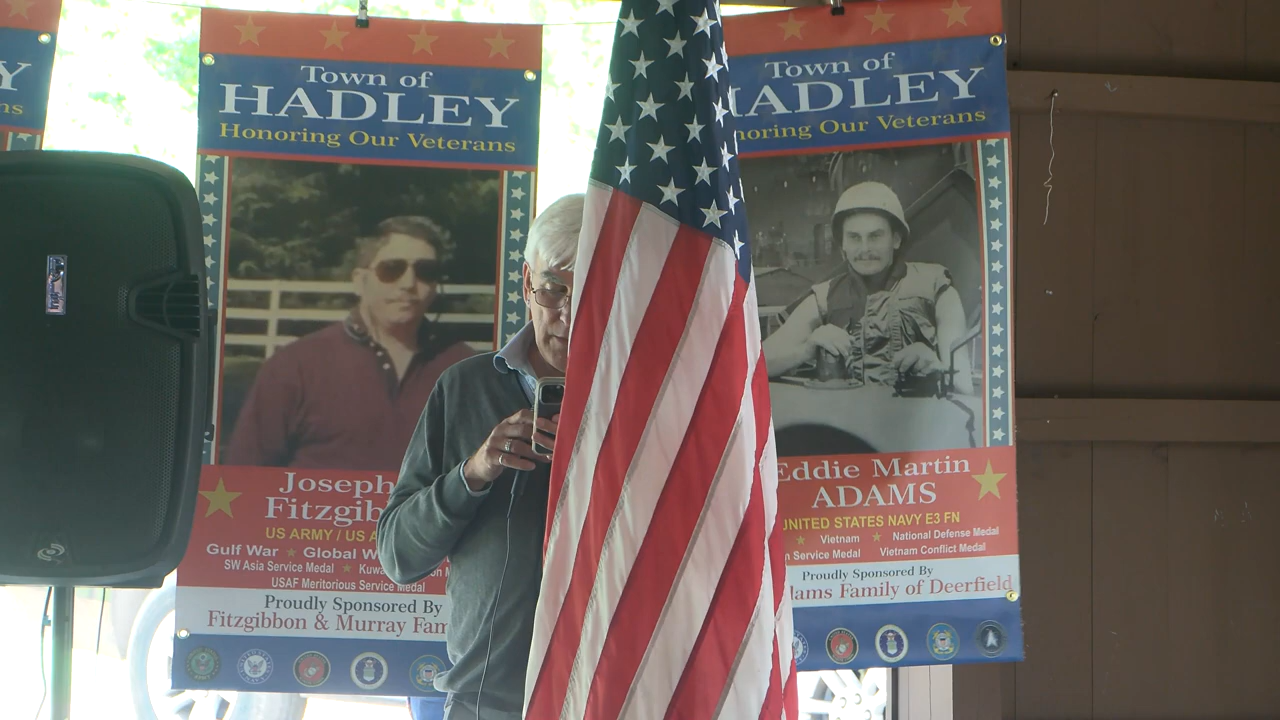 Y
ns
Town of
HADLEY
Honoring Our Veterans
Joseph
Fitzgib
US ARMY / US A
Gulf War ★ Global W
SW Asia Service Medal ★ Kuwa
USAF Meritorious Service Medal
Proudly Sponsored By
Fitzgibbon & Murray Fam
Town of
HADLEY
noring Our Veterans
Eddie Martin
ADAMS
UNITED STATES NAVY E3 FN
★ Vietnam ★ National Defense Medal
m Service Medal Vietnam Conflict Medal
Proudly Sponsored By
dams Family of Deerfield